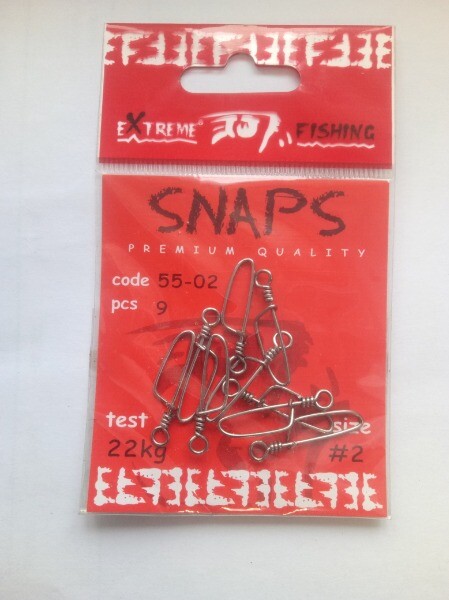 EXTREME® FISHING
SNAPS
PREMIUM QUALITY
code 55-02
pcs 9
test
22kg
size
#2